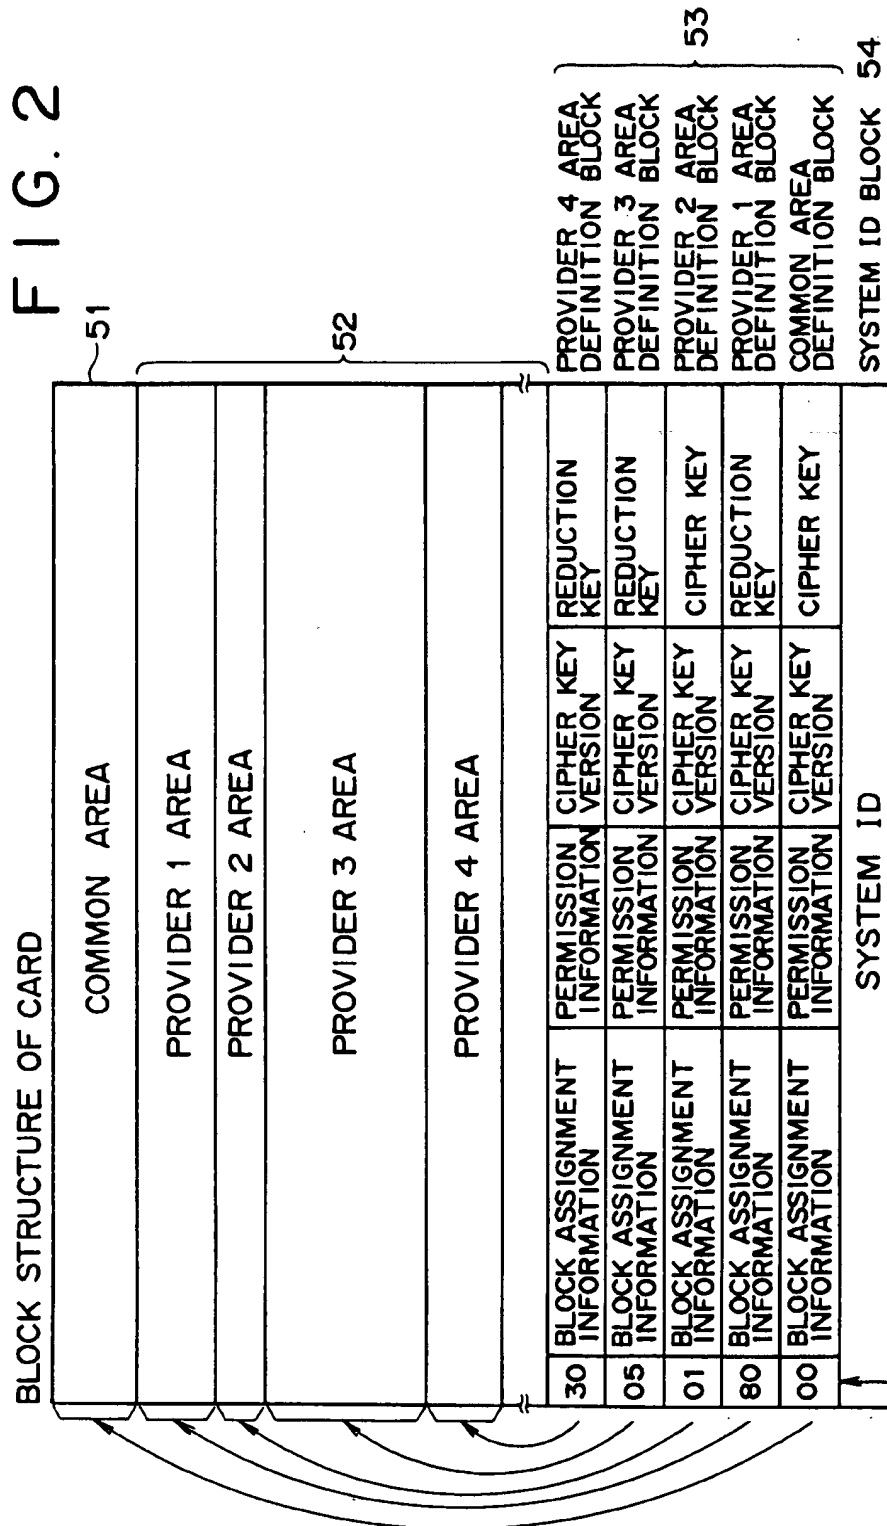 FIG. 2
BLOCK STRUCTURE OF CARD
COMMON AREA
51
PROVIDER 1 AREA
PROVIDER 2 AREA
PROVIDER 3 AREA
PROVIDER 4 AREA
52
30
BLOCK ASSIGNMENT
INFORMATION
PERMISSION
INFORMATION
CIPHER KEY
VERSION
REDUCTION
KEY
PROVIDER 4 AREA
DEFINITION BLOCK
05
BLOCK ASSIGNMENT
INFORMATION
PERMISSION
INFORMATION
CIPHER KEY
VERSION
REDUCTION
KEY
PROVIDER 3 AREA
DEFINITION BLOCK
01
BLOCK ASSIGNMENT
INFORMATION
PERMISSION
INFORMATION
CIPHER KEY
VERSION
CIPHER KEY
PROVIDER 2 AREA
DEFINITION BLOCK
80
BLOCK ASSIGNMENT
INFORMATION
PERMISSION
INFORMATION
CIPHER KEY
VERSION
REDUCTION
KEY
PROVIDER 1 AREA
DEFINITION BLOCK
00
BLOCK ASSIGNMENT
INFORMATION
PERMISSION
INFORMATION
CIPHER KEY
VERSION
CIPHER KEY
COMMON AREA
DEFINITION BLOCK
53
SYSTEM ID
SYSTEM ID BLOCK 54